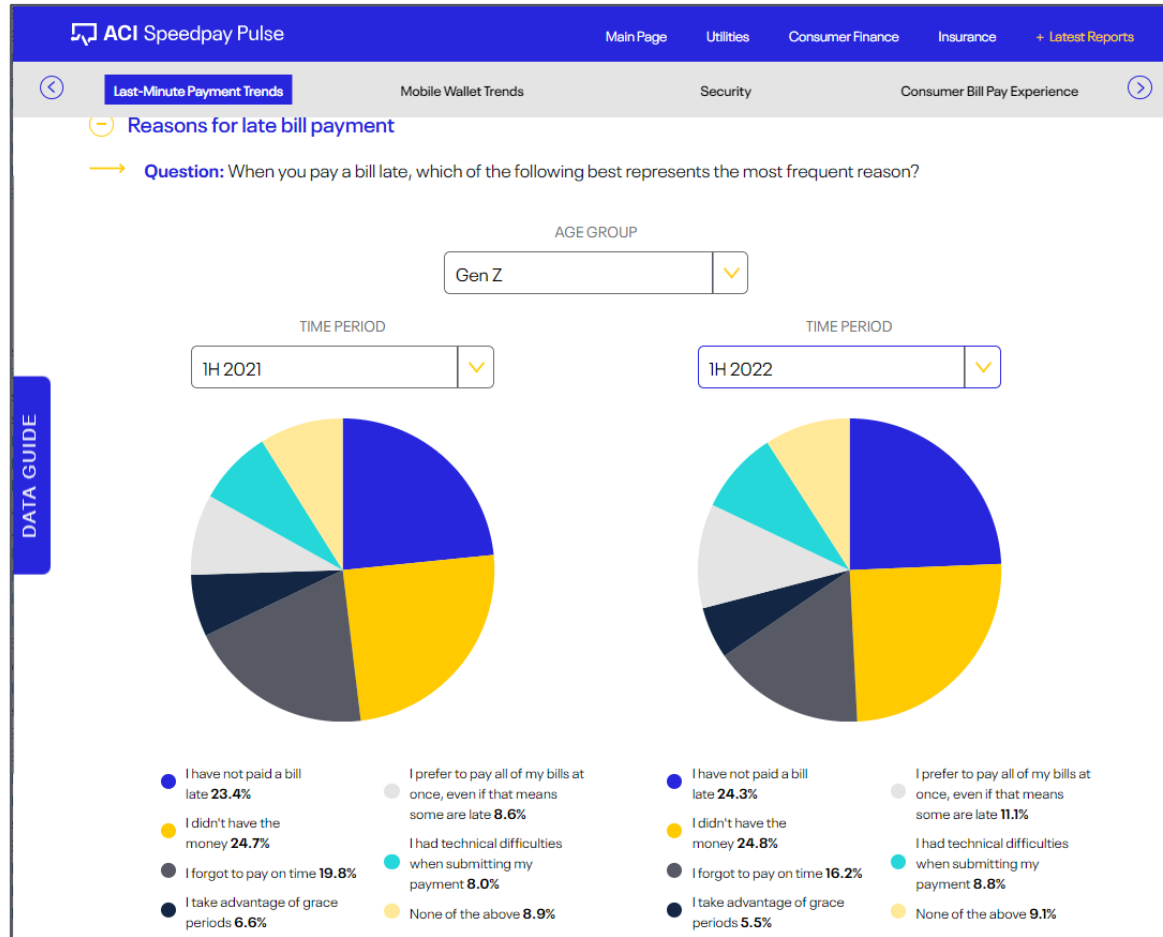 ACI Speedpay Pulse
Main Page Utilities Consumer Finance Insurance + Latest Reports
Last-Minute Payment Trends Mobile Wallet Trends Security Consumer Bill Pay Experience
Reasons for late bill payment
Question: When you pay a bill late, which of the following best represents the most frequent reason?
AGE GROUP
Gen Z
TIME PERIOD
1H 2021
TIME PERIOD
1H 2022
DATA GUIDE
I have not paid a bill
late 23.4%
I didn't have the
money 24.7%
I forgot to pay on time 19.8%
I take advantage of grace
periods 6.6%
I prefer to pay all of my bills at
once, even if that means
some are late 8.6%
I had technical difficulties
when submitting my
payment 8.0%
None of the above 8.9%
I have not paid a bill
late 24.3%
I didn't have the
money 24.8%
I forgot to pay on time 16.2%
I take advantage of grace
periods 5.5%
I prefer to pay all of my bills at
once, even if that means
some are late 11.1%
I had technical difficulties
when submitting my
payment 8.8%
None of the above 9.1%